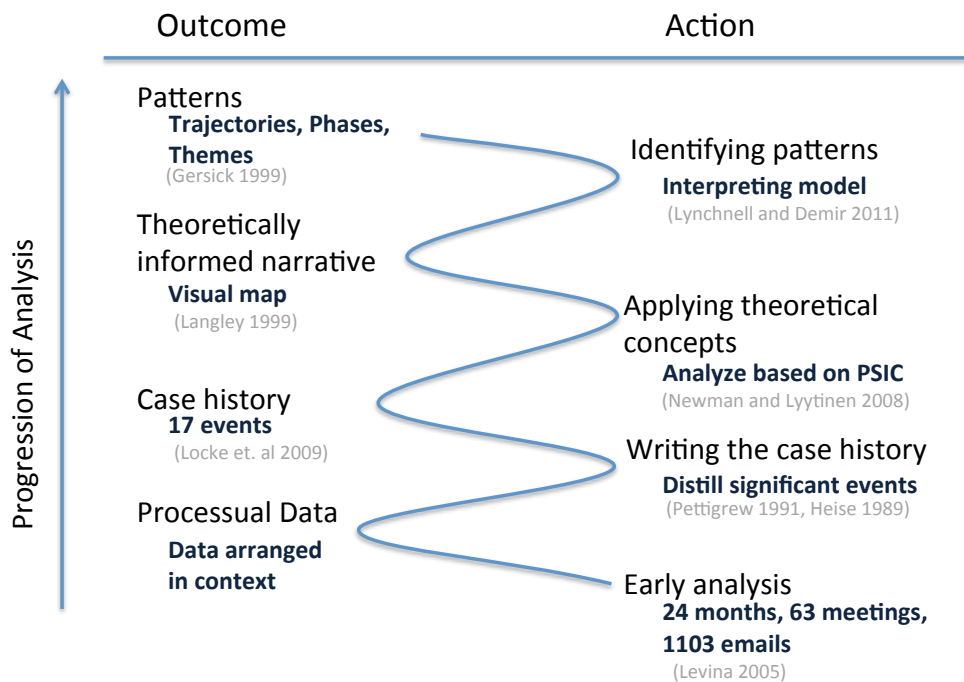 Outcome
Action
Progression of Analysis
Patterns
Trajectories, Phases,
Themes
(Gersick 1999)
Identifying patterns
Interpreting model
(Lynchnell and Demir 2011)
Theoretically
informed narrative
Visual map
(Langley 1999)
Applying theoretical
concepts
Analyze based on PSIC
(Newman and Lyytinen 2008)
Case history
17 events
(Locke et. al 2009)
Writing the case history
Distill significant events
(Pettigrew 1991, Heise 1989)
Processual Data
Data arranged
in context
Early analysis
24 months, 63 meetings,
1103 emails
(Levina 2005)